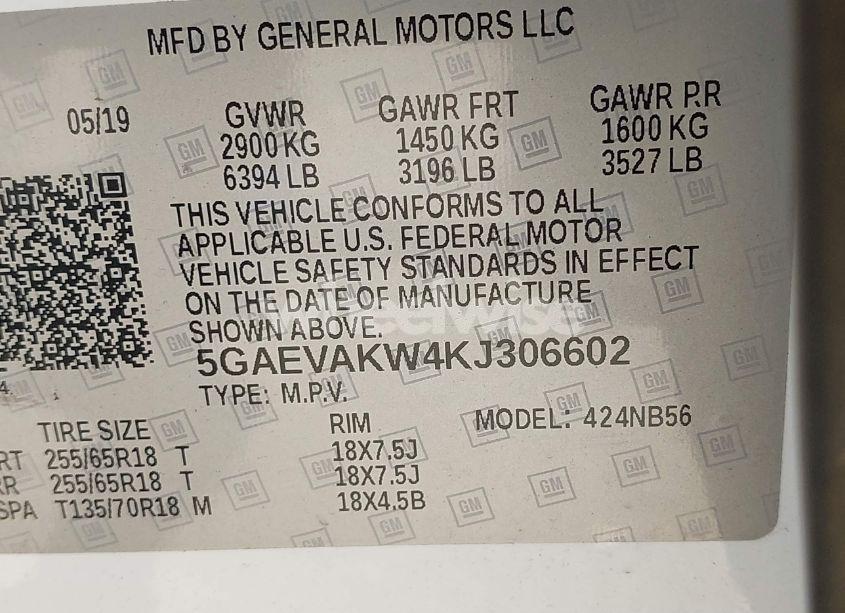 MFD BY GENERAL MOTORS LLC
05/19 GVWR GAWR FRT GAWR RR
2900 KG 1450 KG 1600 KG
6394 LB 3196 LB 3527 LB
THIS VEHICLE CONFORMS TO ALL
APPLICABLE U.S. FEDERAL MOTOR
VEHICLE SAFETY STANDARDS IN EFFECT
ON THE DATE OF MANUFACTURE
SHOWN ABOVE.
5GAEVAKW4KJ306602
TYPE: M.P.V.
TIRE SIZE RIM MODEL: 424NB56
RT 255/65R18 T 18X7.5J
RR 255/65R18 T 18X7.5J
SPA T135/70R18 M 18X4.5B
GM